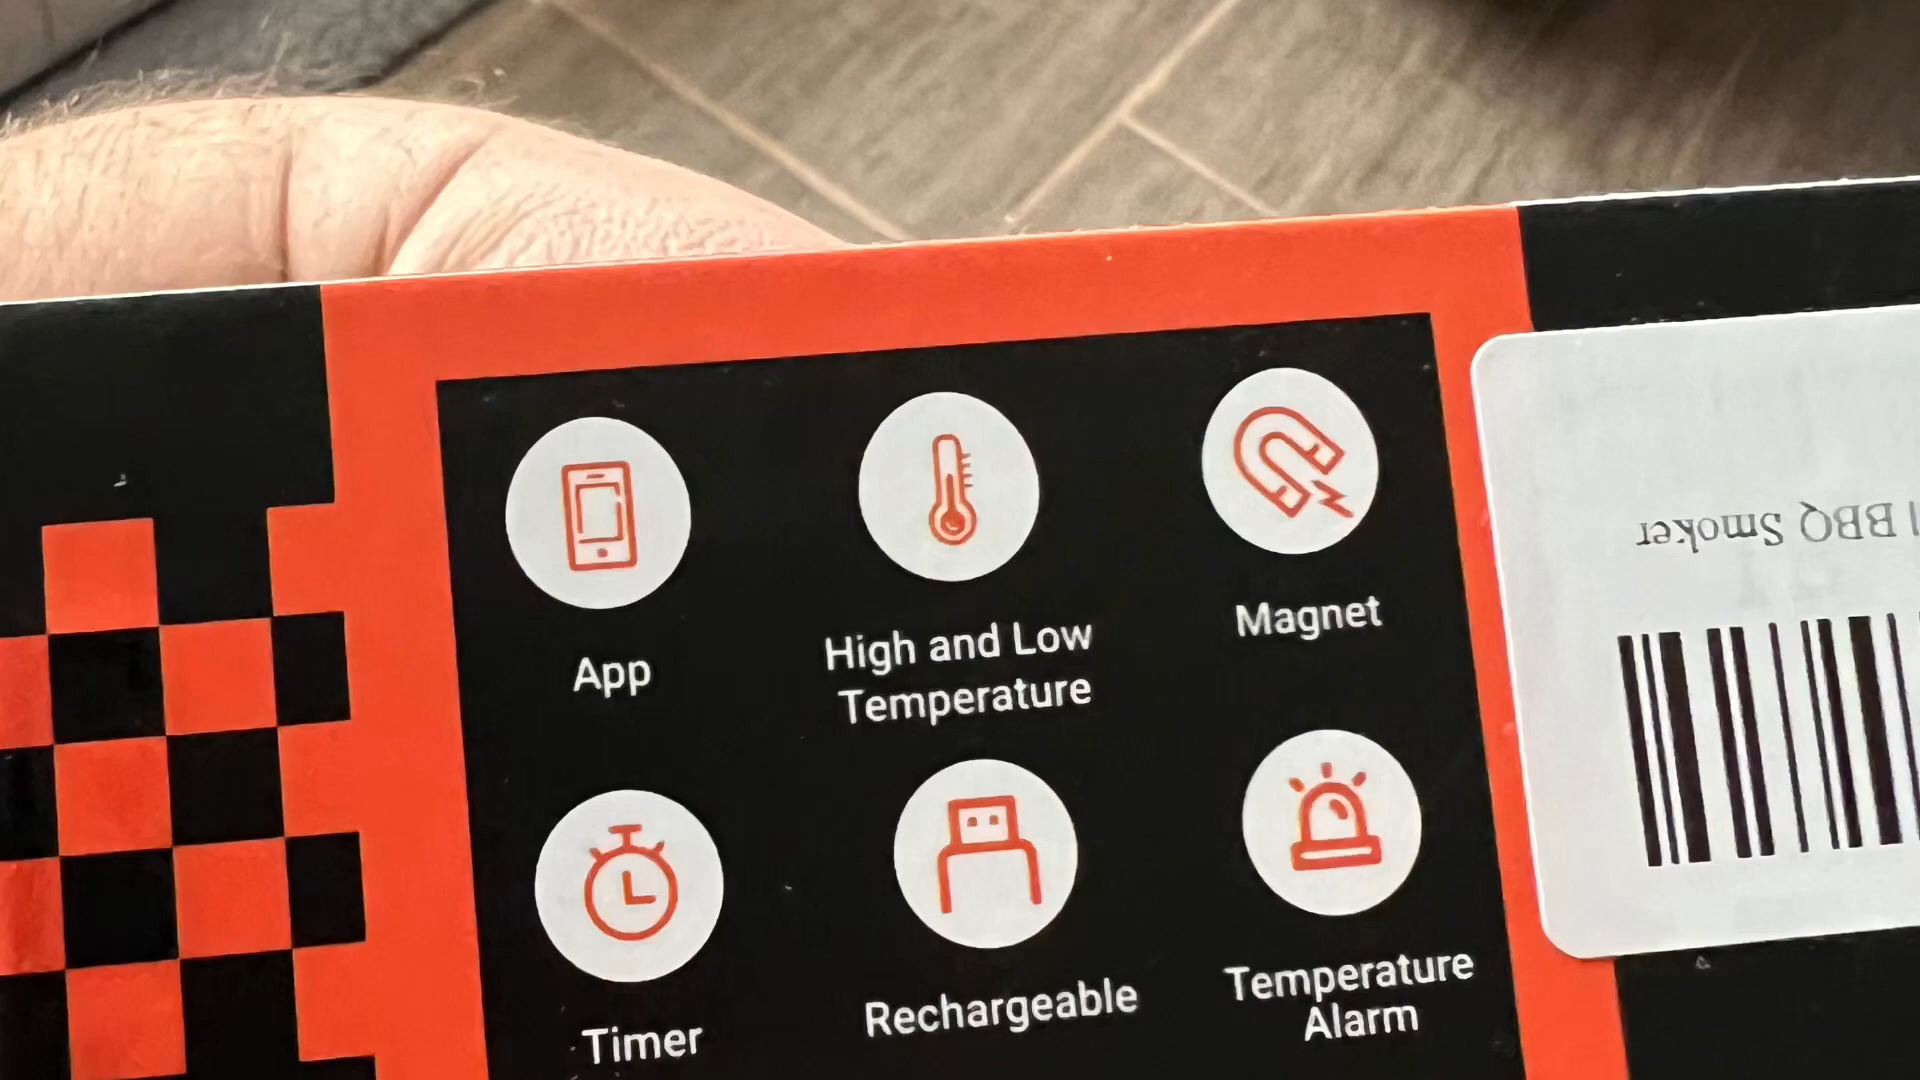 App
High and Low
Temperature
Magnet
Timer
Rechargeable
Temperature
Alarm
BBQ Smoker